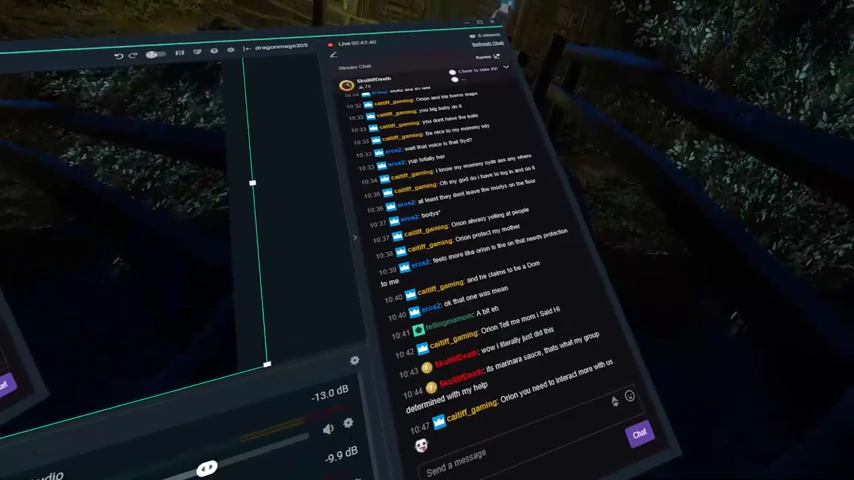 dragonmage305
Live 00:42:40
Refresh Chat
Stream Chat
SkullofDeath
10:32 caitiff_gaming: Orion and his horror maps
10:33 caitiff_gaming: you big baby do it
10:33 caitiff_gaming: you dont have the balls
10:33 caitiff_gaming: Be nice to my mommy sdy
10:33 eros2: wait that voice is that Syd?
10:33 eros2: yup totally her
10:34 caitiff_gaming: I know my mommy syds ass any where
10:35 caitiff_gaming: Oh my god do i have to log in and do it
10:36 eros2: all least they dont leave the modys on the floor
10:37 eros2: bodys*
10:37 caitiff_gaming: Orion always yelling at people
10:38 caitiff_gaming: Orion protect my mother
10:39 eros2: feels more like orion is the on that needs protection
to me
10:40 caitiff_gaming: and he claims to be a Dom
10:40 eros2: ok that one was mean
10:41 fellingmamom: A bit eh
10:42 caitiff_gaming: Orion Tell me mom i Said HI
10:43 SkullofDeath: wow i literally just did this
10:44 SkullofDeath: its marinara sauce, thats what my group
determined with my help
10:47 caitiff_gaming: Orion you need to interact more with us
Send a message
Chat
-13.0 dB
-9.9 dB